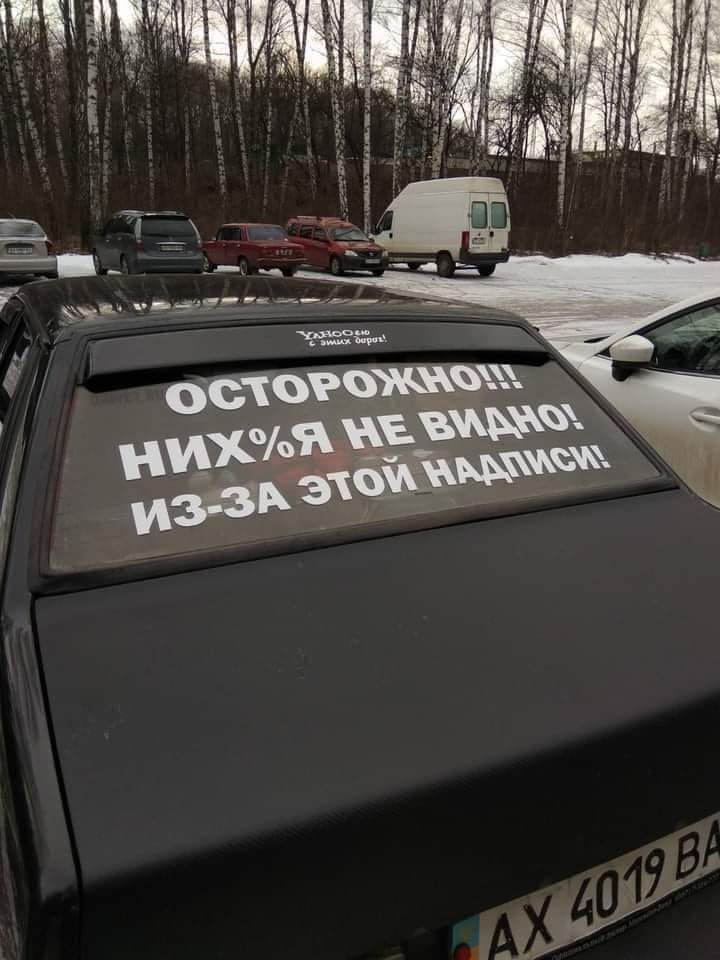 YAHOOею
с этих дорог!
ОСТОРОЖНО!!!
НИХ%Я НЕ ВИДНО!
ИЗ-ЗА ЭТОЙ НАДПИСИ!
AX 4019 BA